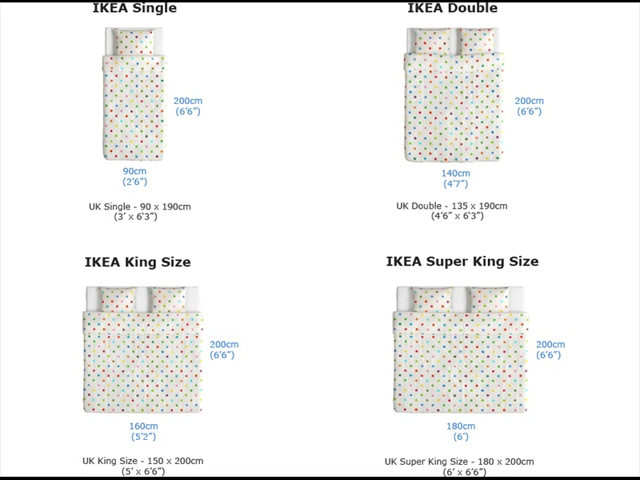 IKEA Single
200cm
(6’6”)
90cm
(2’6”)
UK Single - 90 x 190cm
(3’ x 6‘3”)
IKEA Double
200cm
(6’6”)
140cm
(4’7”)
UK Double - 135 x 190cm
(4’6” x 6‘3”)
IKEA King Size
200cm
(6’6”)
160cm
(5’2”)
UK King Size - 150 x 200cm
(5’ x 6’6”)
IKEA Super King Size
200cm
(6’6”)
180cm
(6’)
UK Super King Size - 180 x 200cm
(6’ x 6’6”)